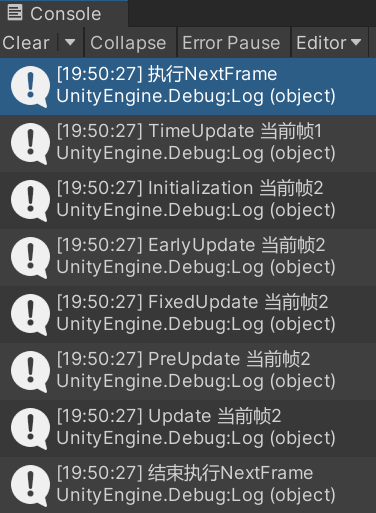 Console
Clear Collapse Error Pause Editor
[19:50:27] 执行NextFrame
UnityEngine.Debug:Log (object)
[19:50:27] TimeUpdate 当前帧1
UnityEngine.Debug:Log (object)
[19:50:27] Initialization 当前帧2
UnityEngine.Debug:Log (object)
[19:50:27] EarlyUpdate 当前帧2
UnityEngine.Debug:Log (object)
[19:50:27] FixedUpdate 当前帧2
UnityEngine.Debug:Log (object)
[19:50:27] PreUpdate 当前帧2
UnityEngine.Debug:Log (object)
[19:50:27] Update 当前帧2
UnityEngine.Debug:Log (object)
[19:50:27] 结束执行NextFrame
UnityEngine.Debug:Log (object)